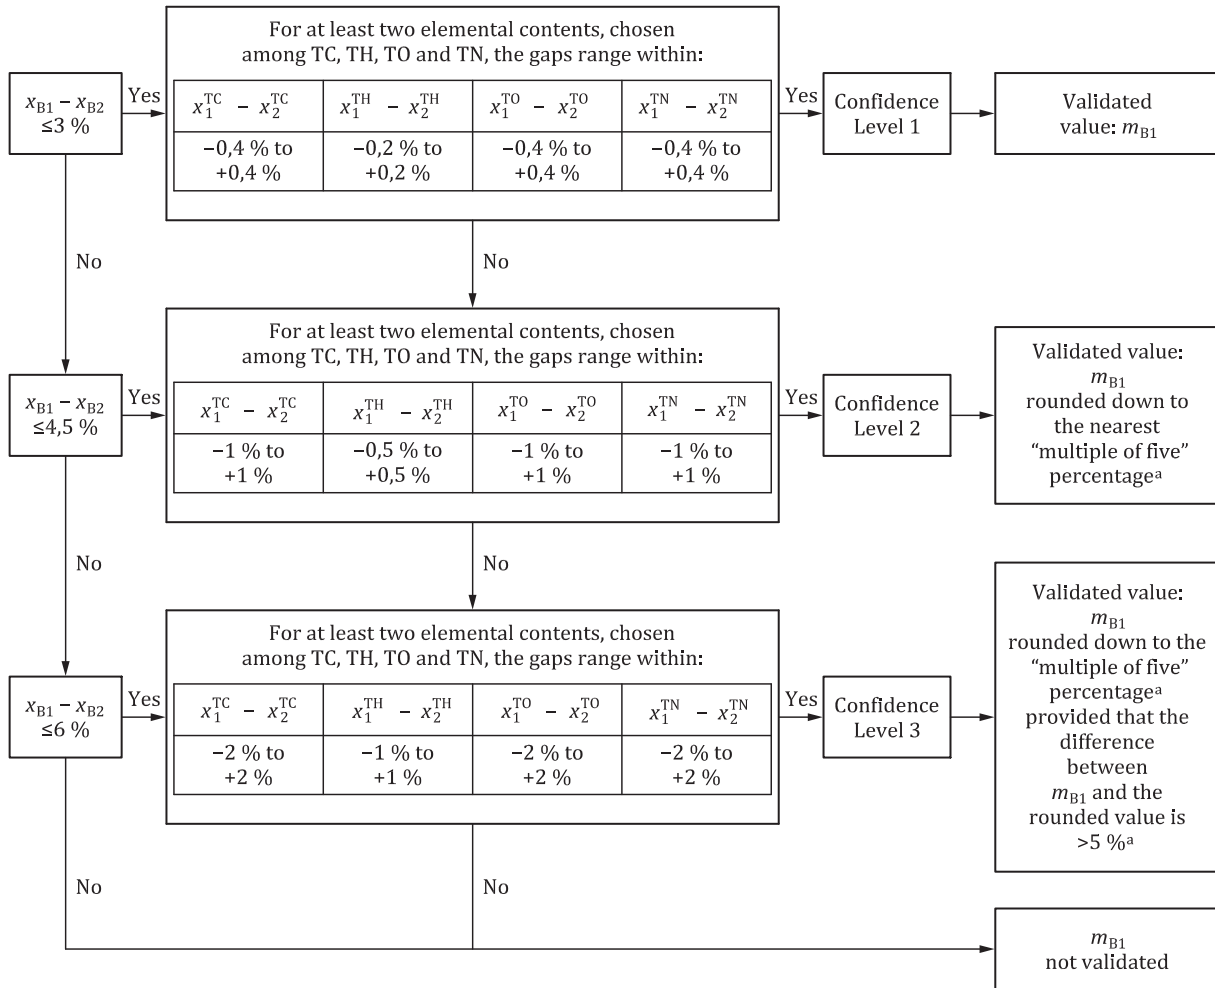 For at least two elemental contents, chosen
among TC, TH, TO and TN, the gaps range within:
x_B1 − x_B2
≤3 %
Yes
x_1^TC − x_2^TC
x_1^TH − x_2^TH
x_1^TO − x_2^TO
x_1^TN − x_2^TN
−0,4 % to
+0,4 %
−0,2 % to
+0,2 %
−0,4 % to
+0,4 %
−0,4 % to
+0,4 %
Yes
Confidence
Level 1
Validated
value: m_B1
No
No
For at least two elemental contents, chosen
among TC, TH, TO and TN, the gaps range within:
x_B1 − x_B2
≤4,5 %
Yes
x_1^TC − x_2^TC
x_1^TH − x_2^TH
x_1^TO − x_2^TO
x_1^TN − x_2^TN
−1 % to
+1 %
−0,5 % to
+0,5 %
−1 % to
+1 %
−1 % to
+1 %
Yes
Confidence
Level 2
Validated value:
m_B1
rounded down to
the nearest
“multiple of five”
percentage^a
No
No
For at least two elemental contents, chosen
among TC, TH, TO and TN, the gaps range within:
x_B1 − x_B2
≤6 %
Yes
x_1^TC − x_2^TC
x_1^TH − x_2^TH
x_1^TO − x_2^TO
x_1^TN − x_2^TN
−2 % to
+2 %
−1 % to
+1 %
−2 % to
+2 %
−2 % to
+2 %
Yes
Confidence
Level 3
Validated value:
m_B1
rounded down to the
“multiple of five”
percentage^a
provided that the
difference
between
m_B1 and the
rounded value is
>5 %^a
No
No
m_B1
not validated